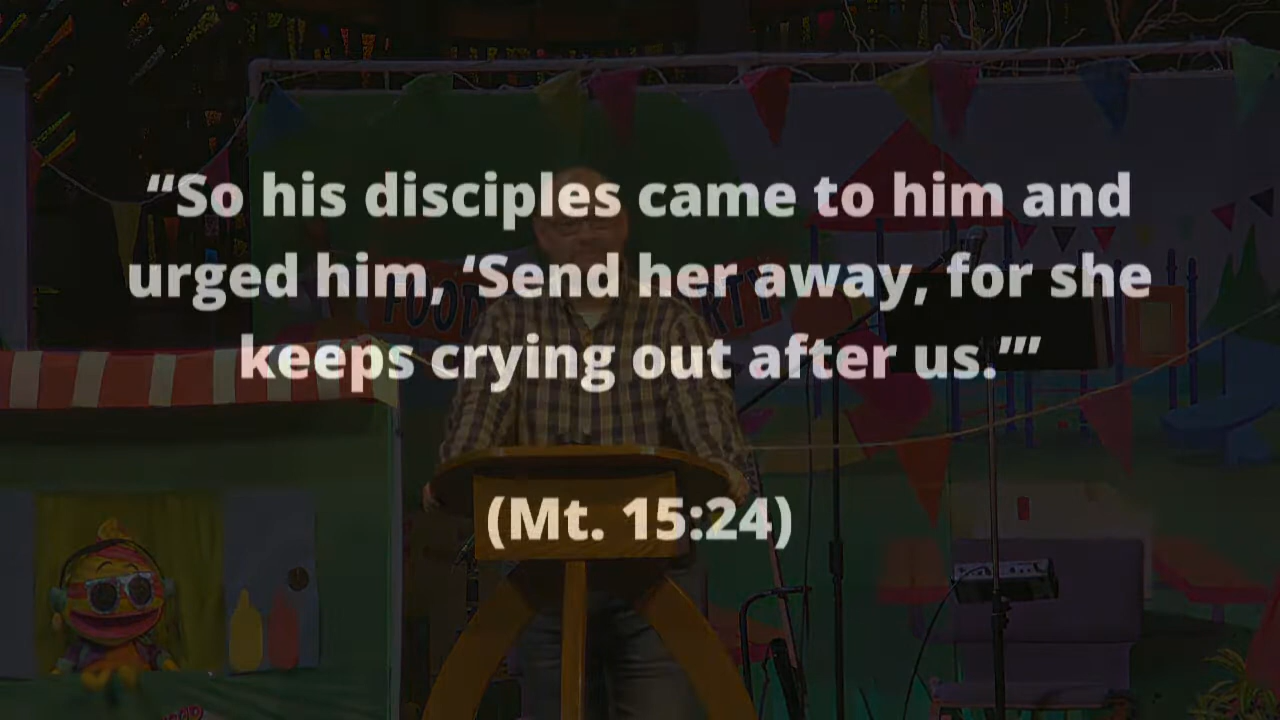 “So his disciples came to him and
urged him, ‘Send her away, for she
keeps crying out after us.’”
(Mt. 15:24)
FOOD